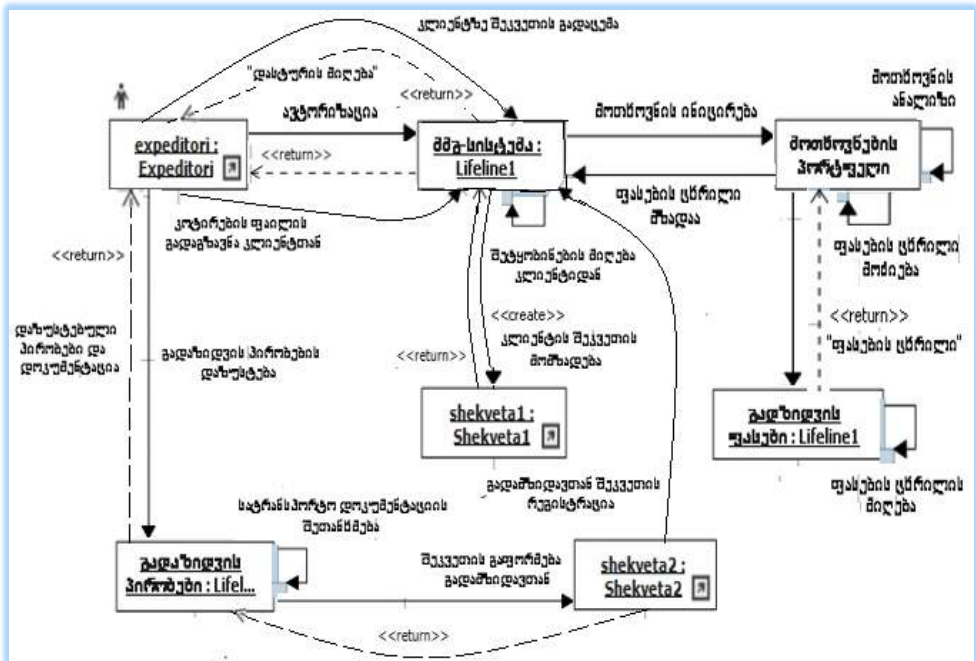 კლიენტზე შეკვეთის გადაცემა
"დასტურის მიღება"
<<return>>
მოთხოვნის
ანალიზი
ავტორიზაცია
მოთხოვნის ინიცირება
expeditori :
Expeditori
<<return>>
მმგ-სისტემა :
Lifeline1
მოთხოვნების
პორტფელი
ფასების ცხრილი
მზადაა
კოტირების ფაილის
გადაგზავნა კლიენტთან
<<return>>
შეტყობინების მიღება
კლიენტიდან
ფასების ცხრილი
მოძიება
<<create>>
<<return>>
"ფასების ცხრილი"
დაზუსტებული
პირობები და
დოკუმენტაცია
გადაზიდვის პირობების
დაზუსტება
<<return>>
კლიენტის შეკვეთის
მომზადება
shekveta1 :
Shekveta1
გადზიდვის
ფასები : Lifeline1
გადამზიდავთან შეკვეთის
რეგისტრაცია
ფასების ცხრილის
მიღება
სატრანსპორტო დოკუმენტაციის
შეთანხმება
გადაზიდვის
პირობები : Lifel...
შეკვეთის გაფორმება
გადამზიდავთან
shekveta2 :
Shekveta2
<<return>>